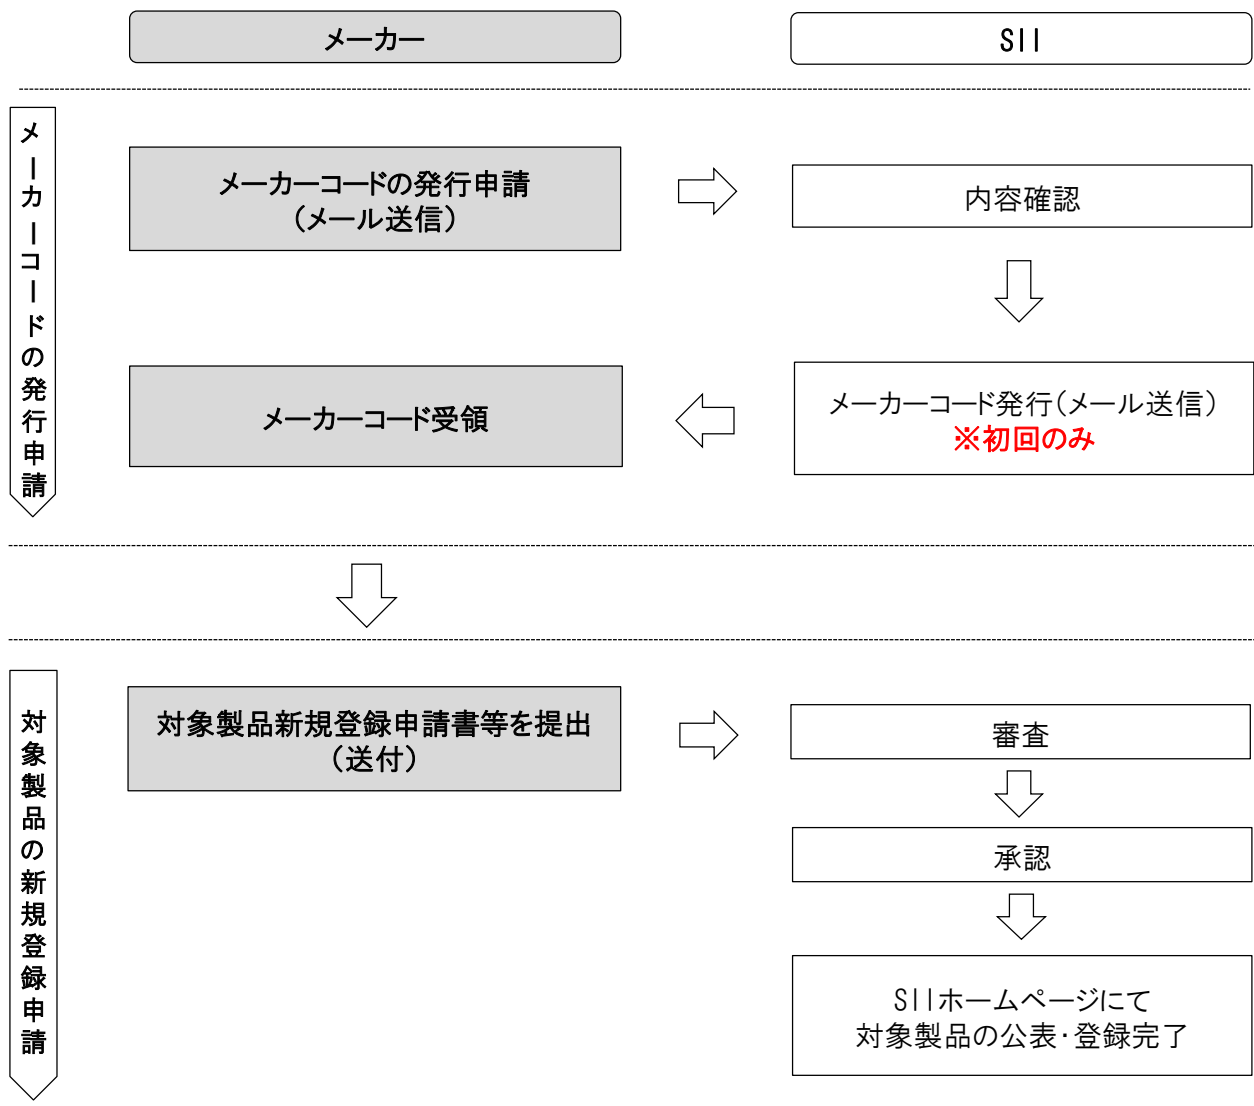 メーカー
SII
メーカーコードの発行申請
メーカーコードの発行申請
(メール送信)
内容確認
メーカーコード受領
メーカーコード発行(メール送信)
※初回のみ
対象製品の新規登録申請
対象製品新規登録申請書等を提出
(送付)
審査
承認
SIIホームページにて
対象製品の公表・登録完了